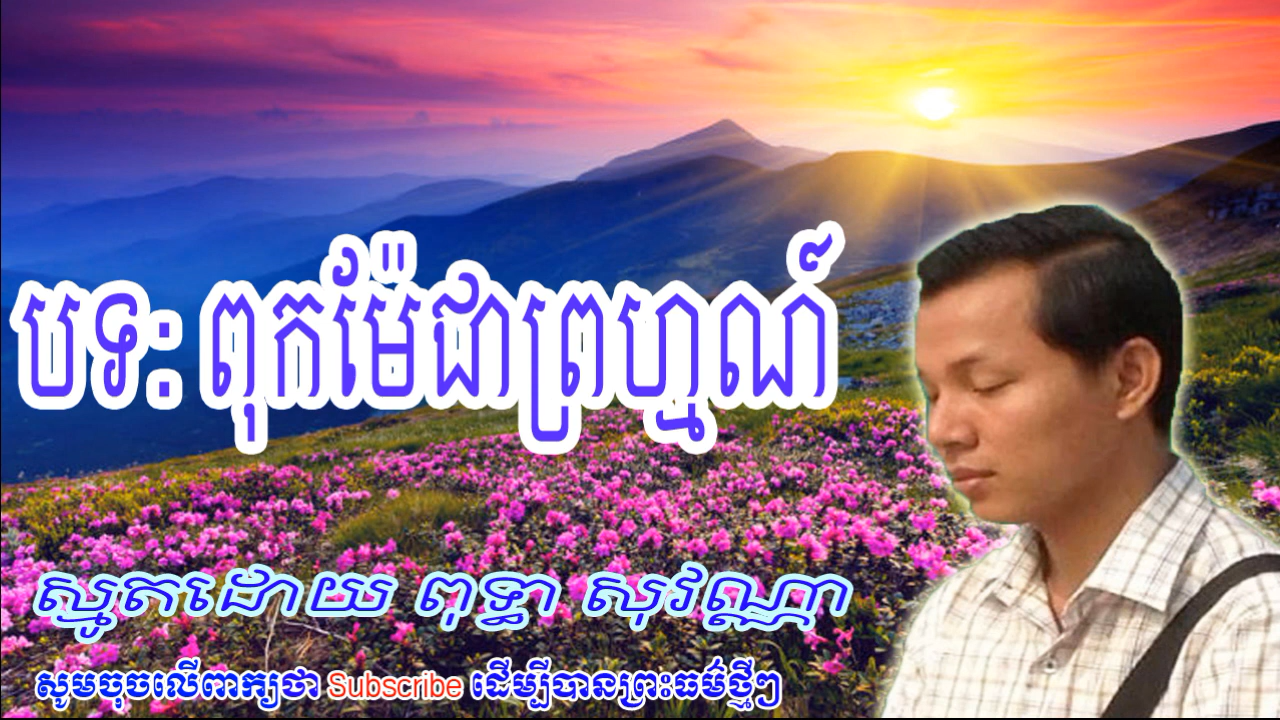 បទ: ពុកម៉ែជាព្រហ្មណ៍
ស្មូតដោយ ពុទ្ធា សុវណ្ណា
សូមចុចលើពាក្យថា Subscribe ដើម្បីបានព្រះធម៌ថ្មីៗ